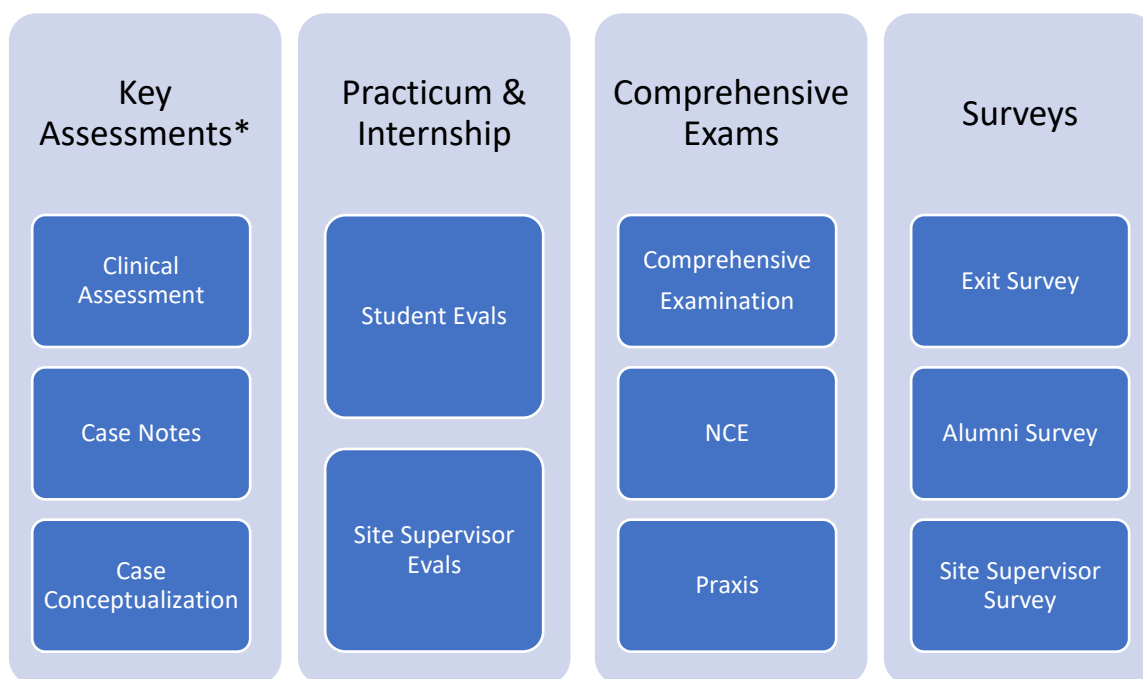 Key
Assessments*
Clinical
Assessment
Case Notes
Case
Conceptualization
Practicum &
Internship
Student Evals
Site Supervisor
Evals
Comprehensive
Exams
Comprehensive
Examination
NCE
Praxis
Surveys
Exit Survey
Alumni Survey
Site Supervisor
Survey